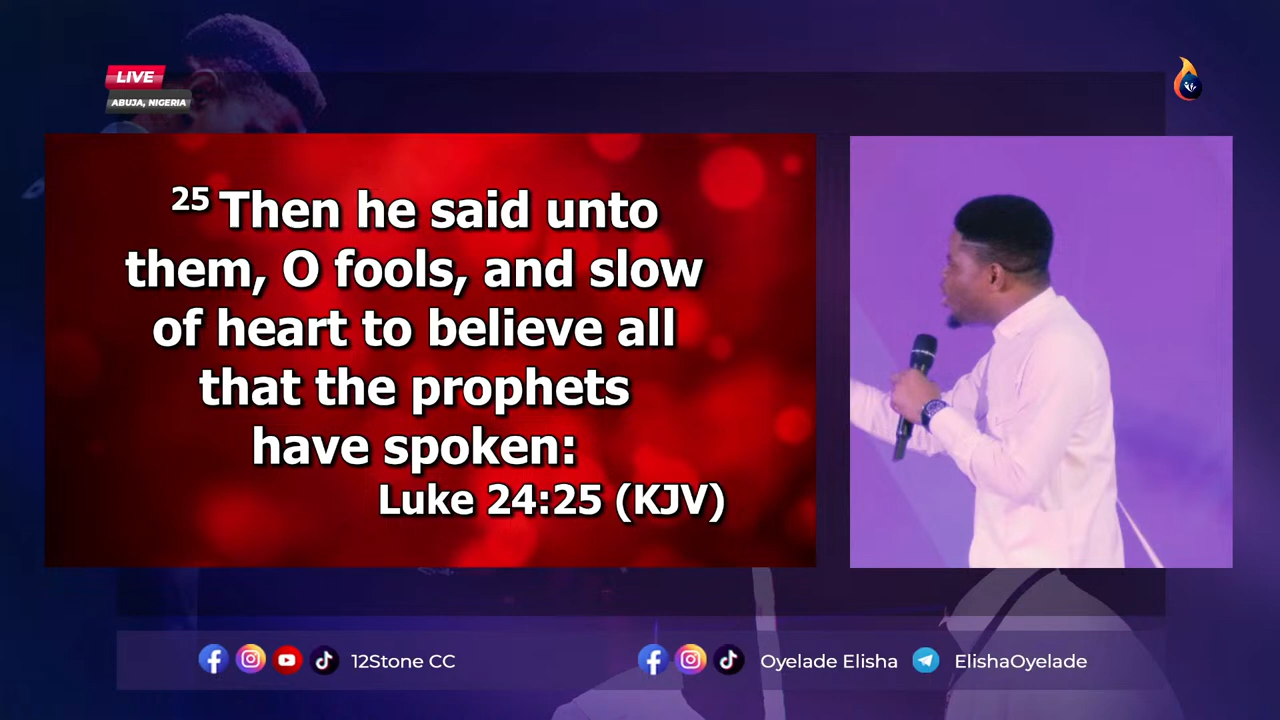 LIVE
ABUJA, NIGERIA
25 Then he said unto
them, O fools, and slow
of heart to believe all
that the prophets
have spoken:
Luke 24:25 (KJV)
12Stone CC
Oyelade Elisha
ElishaOyelade